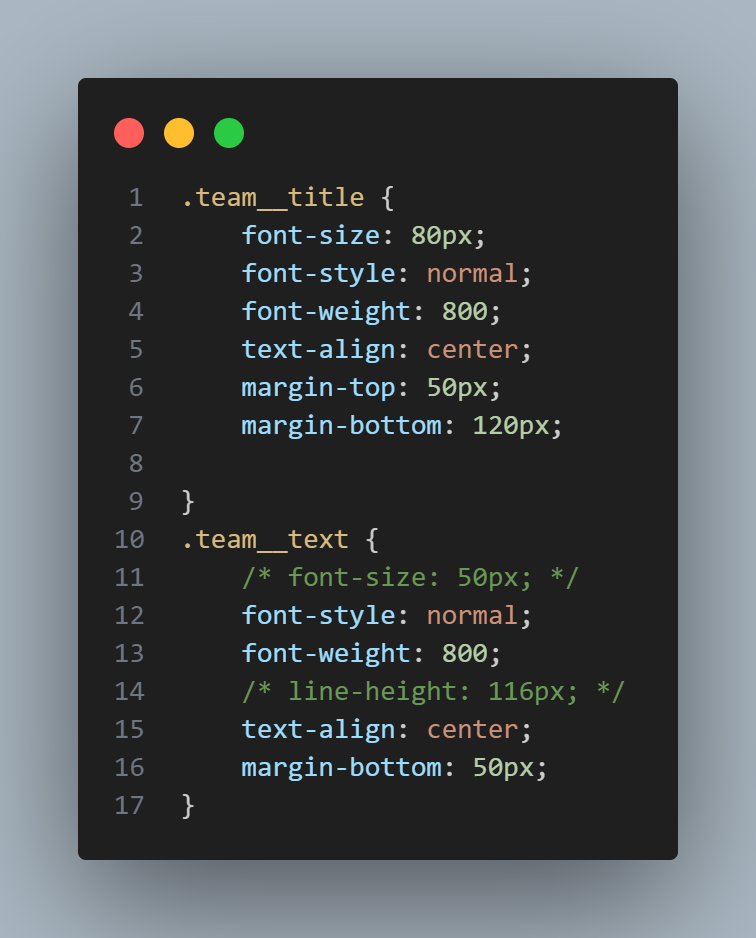 1 .team__title {
2     font-size: 80px;
3     font-style: normal;
4     font-weight: 800;
5     text-align: center;
6     margin-top: 50px;
7     margin-bottom: 120px;
8
9 }
10 .team__text {
11     /* font-size: 50px; */
12     font-style: normal;
13     font-weight: 800;
14     /* line-height: 116px; */
15     text-align: center;
16     margin-bottom: 50px;
17 }